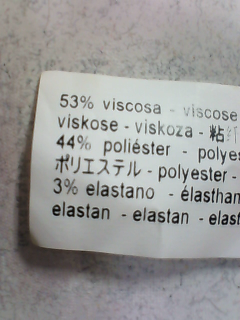 53% viscosa - viscose
viskose - viskoza - 粘
44% poliéster - polyes
ポリエステル - polyester -
3% elastano - élasthan
elastan - elastan - elast